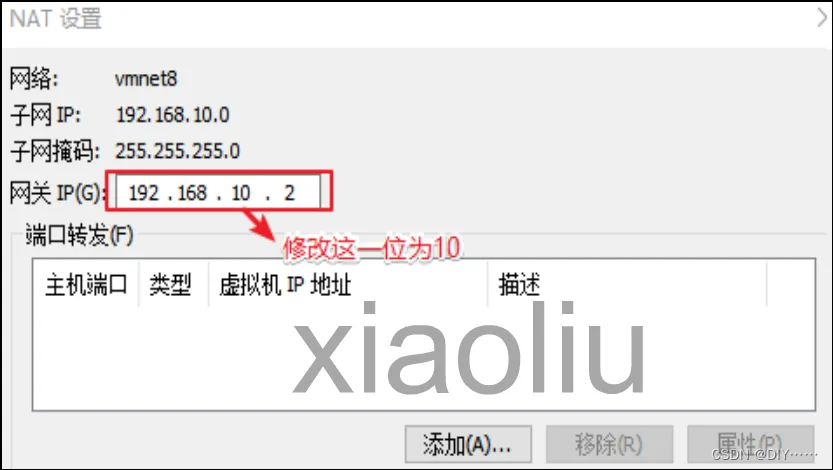 NAT 设置
网络: vmnet8
子网 IP: 192.168.10.0
子网掩码: 255.255.255.0
网关 IP(G): 192 . 168 . 10 . 2
修改这一位为10
端口转发(F)
主机端口 类型 虚拟机 IP 地址 描述
xiaoliu
添加(A)... 移除(R) 属性(P)
CSDN @DIY……